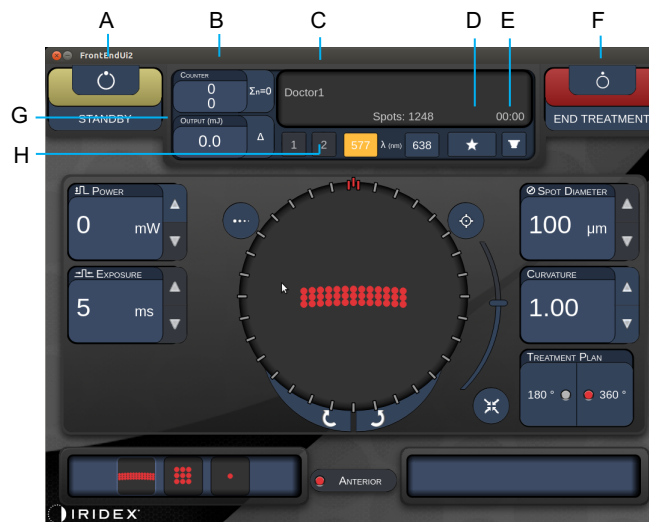 A
B
C
D
E
F
G
H
FrontEndUi2
STANDBY
COUNTER
0
0
Σn=0
OUTPUT (mJ)
0.0
Δ
Doctor1
Spots: 1248
00:00
1
2
577
λ (nm)
638
END TREATMENT
POWER
0
mW
EXPOSURE
5
ms
SPOT DIAMETER
100
µm
CURVATURE
1.00
TREATMENT PLAN
180 °
360 °
ANTERIOR
IRIDEX